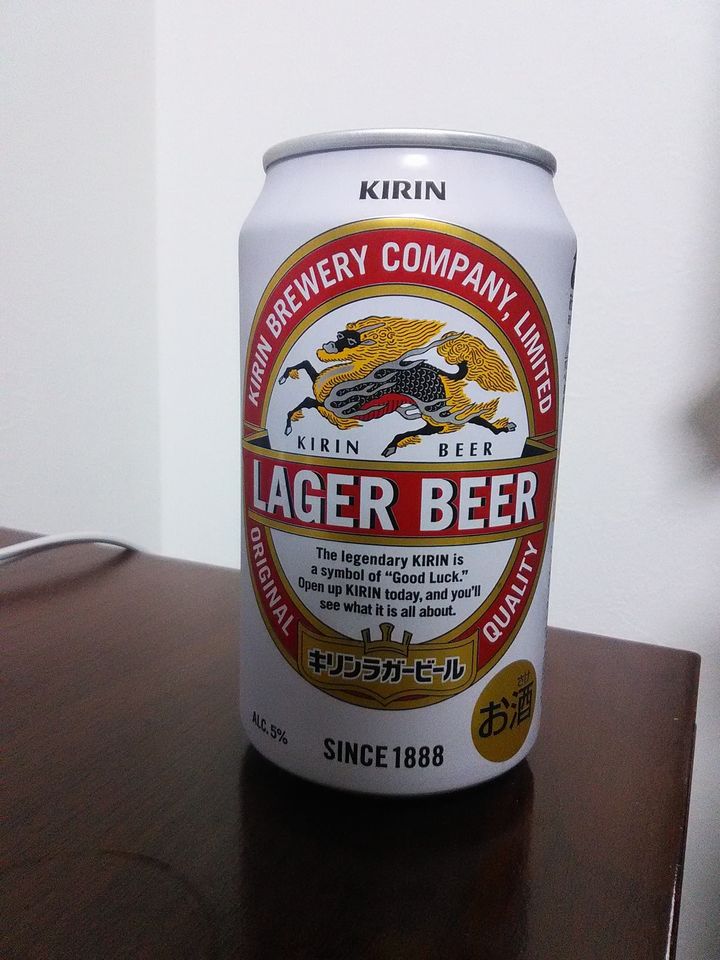 KIRIN
KIRIN BREWERY COMPANY, LIMITED
KIRIN BEER
LAGER BEER
ORIGINAL QUALITY
The legendary KIRIN is
a symbol of “Good Luck.”
Open up KIRIN today, and you'll
see what it is all about.
キリンラガービール
さけ
お酒
ALC. 5%
SINCE 1888